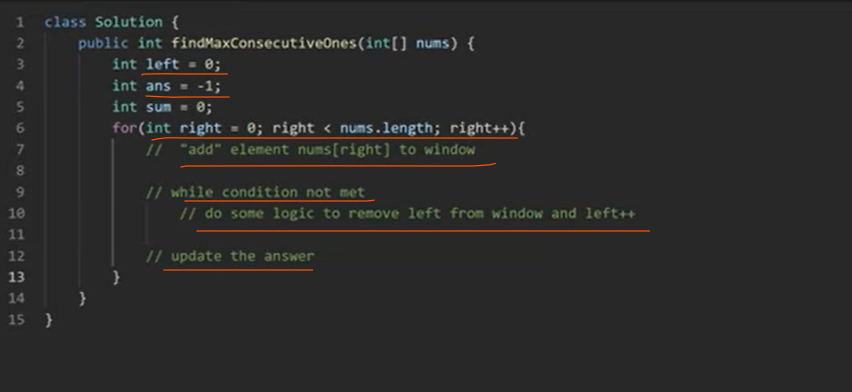 1 class Solution {
2 public int findMaxConsecutiveOnes(int[] nums) {
3 int left = 0;
4 int ans = -1;
5 int sum = 0;
6 for(int right = 0; right < nums.length; right++){
7 // "add" element nums[right] to window
8
9 // while condition not met
10 // do some logic to remove left from window and left++
11
12 // update the answer
13 }
14 }
15 }